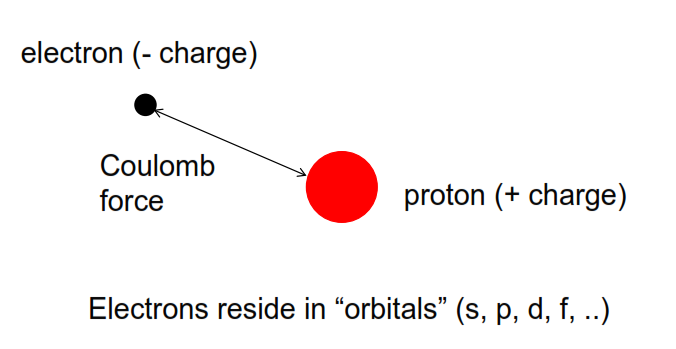 electron (- charge)
Coulomb
force
proton (+ charge)
Electrons reside in “orbitals” (s, p, d, f, ..)